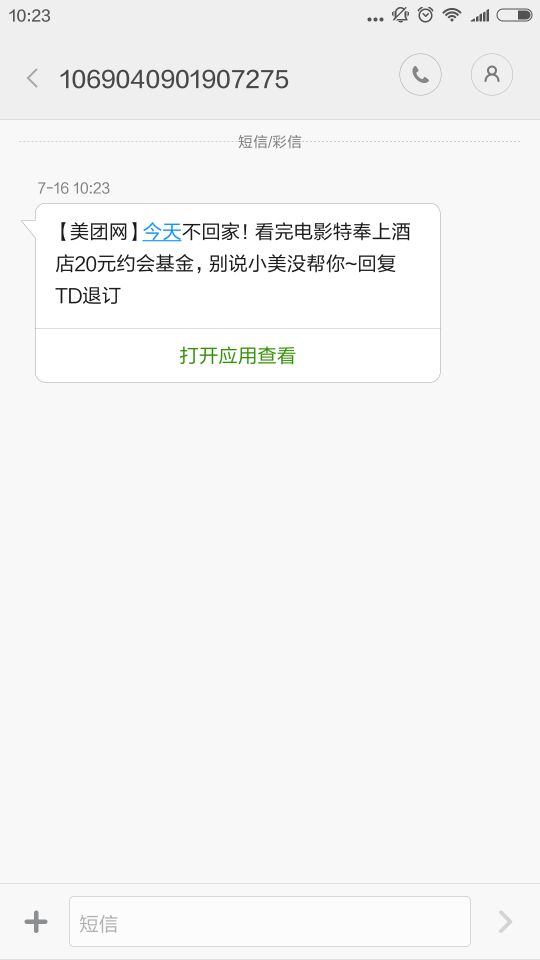 10:23
1069040901907275
短信/彩信
7-16 10:23
【美团网】今天不回家！看完电影特奉上酒
店20元约会基金，别说小美没帮你~回复
TD退订
打开应用查看
短信